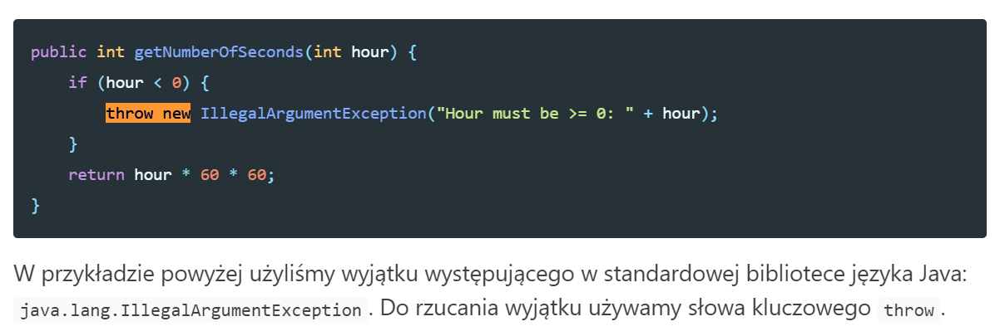 public int getNumberOfSeconds(int hour) {
if (hour < 0) {
throw new IllegalArgumentException("Hour must be >= 0: " + hour);
}
return hour * 60 * 60;
}
W przykładzie powyżej użyliśmy wyjątku występującego w standardowej bibliotece języka Java:
java.lang.IllegalArgumentException. Do rzucania wyjątku używamy słowa kluczowego throw.